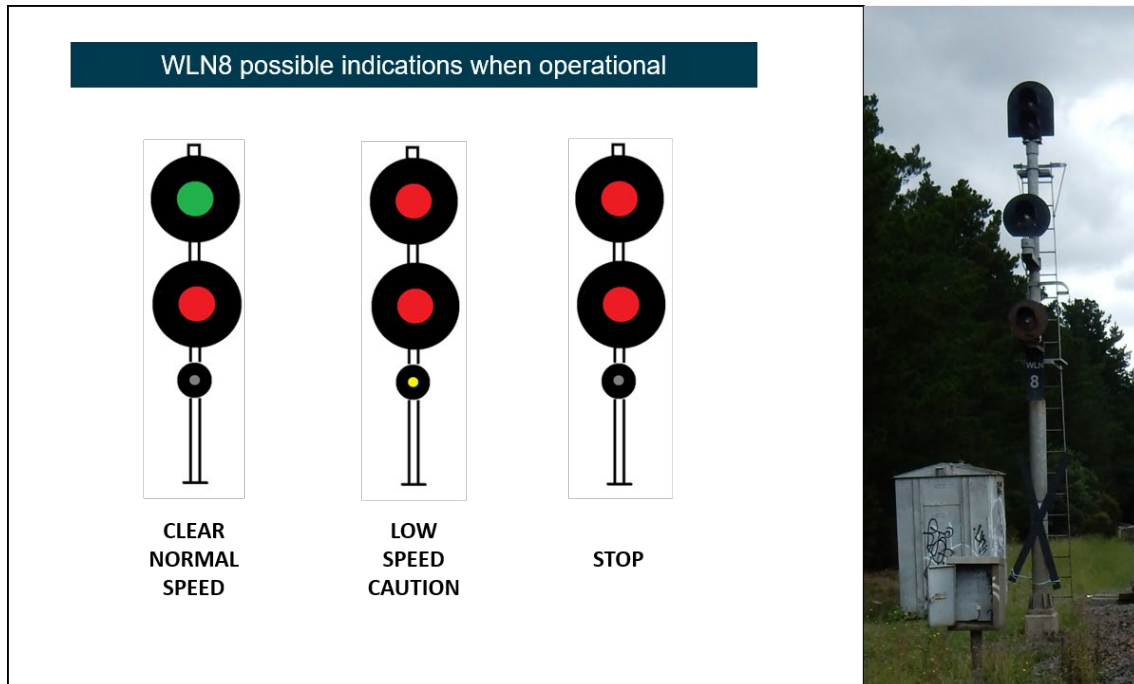 WLN8 possible indications when operational
CLEAR
NORMAL
SPEED
LOW
SPEED
CAUTION
STOP
WLN
8